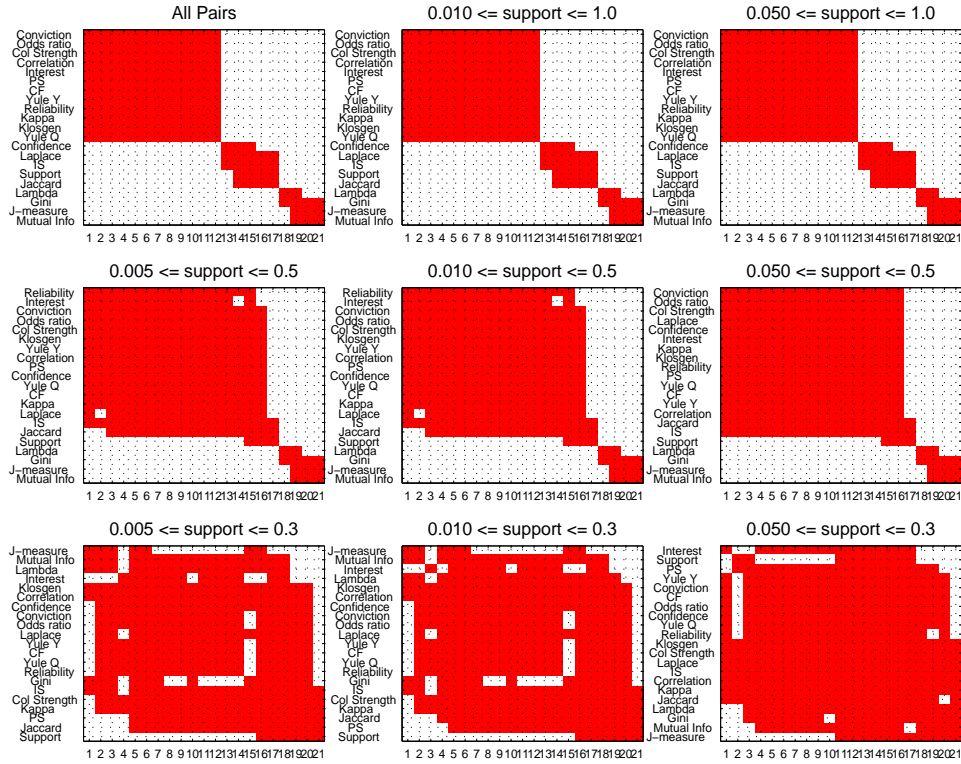 All Pairs
Conviction
Odds ratio
Col Strength
Correlation
Interest
PS
CF
Yule Y
Reliability
Kappa
Klosgen
Yule Q
Confidence
Laplace
IS
Support
Jaccard
Lambda
Gini
J-measure
Mutual Info
1 2 3 4 5 6 7 8 9 10 11 12 13 14 15 16 17 18 19 20 21
0.010 <= support <= 1.0
Conviction
Odds ratio
Col Strength
Correlation
Interest
PS
CF
Yule Y
Reliability
Kappa
Klosgen
Yule Q
Confidence
Laplace
IS
Support
Jaccard
Lambda
Gini
J-measure
Mutual Info
1 2 3 4 5 6 7 8 9 10 11 12 13 14 15 16 17 18 19 20 21
0.050 <= support <= 1.0
Conviction
Odds ratio
Col Strength
Correlation
Interest
PS
CF
Yule Y
Reliability
Kappa
Klosgen
Yule Q
Confidence
Laplace
IS
Support
Jaccard
Lambda
Gini
J-measure
Mutual Info
1 2 3 4 5 6 7 8 9 10 11 12 13 14 15 16 17 18 19 20 21
0.005 <= support <= 0.5
Reliability
Interest
Conviction
Odds ratio
Col Strength
Klosgen
Yule Y
Correlation
PS
Confidence
Yule Q
CF
Kappa
Laplace
IS
Jaccard
Support
Lambda
Gini
J-measure
Mutual Info
1 2 3 4 5 6 7 8 9 10 11 12 13 14 15 16 17 18 19 20 21
0.010 <= support <= 0.5
Reliability
Interest
Conviction
Odds ratio
Col Strength
Klosgen
Yule Y
Correlation
PS
Confidence
Yule Q
CF
Kappa
Laplace
IS
Jaccard
Support
Lambda
Gini
J-measure
Mutual Info
1 2 3 4 5 6 7 8 9 10 11 12 13 14 15 16 17 18 19 20 21
0.050 <= support <= 0.5
Conviction
Odds ratio
Col Strength
Laplace
Confidence
Interest
Kappa
Klosgen
Reliability
PS
Yule Q
CF
Yule Y
Correlation
IS
Jaccard
Support
Lambda
Gini
J-measure
Mutual Info
1 2 3 4 5 6 7 8 9 10 11 12 13 14 15 16 17 18 19 20 21
0.005 <= support <= 0.3
J-measure
Mutual Info
Lambda
Interest
Klosgen
Correlation
Confidence
Conviction
Odds ratio
Laplace
Yule Y
CF
Yule Q
Reliability
Gini
IS
Col Strength
Kappa
PS
Jaccard
Support
1 2 3 4 5 6 7 8 9 10 11 12 13 14 15 16 17 18 19 20 21
0.010 <= support <= 0.3
J-measure
Mutual Info
Interest
Lambda
Klosgen
Correlation
Confidence
Conviction
Odds ratio
Laplace
Yule Y
CF
Yule Q
Reliability
Gini
IS
Col Strength
Kappa
Jaccard
PS
Support
1 2 3 4 5 6 7 8 9 10 11 12 13 14 15 16 17 18 19 20 21
0.050 <= support <= 0.3
Interest
Support
PS
Yule Y
Conviction
CF
Odds ratio
Confidence
Yule Q
Reliability
Klosgen
Col Strength
Laplace
IS
Correlation
Kappa
Jaccard
Lambda
Gini
Mutual Info
J-measure
1 2 3 4 5 6 7 8 9 10 11 12 13 14 15 16 17 18 19 20 21